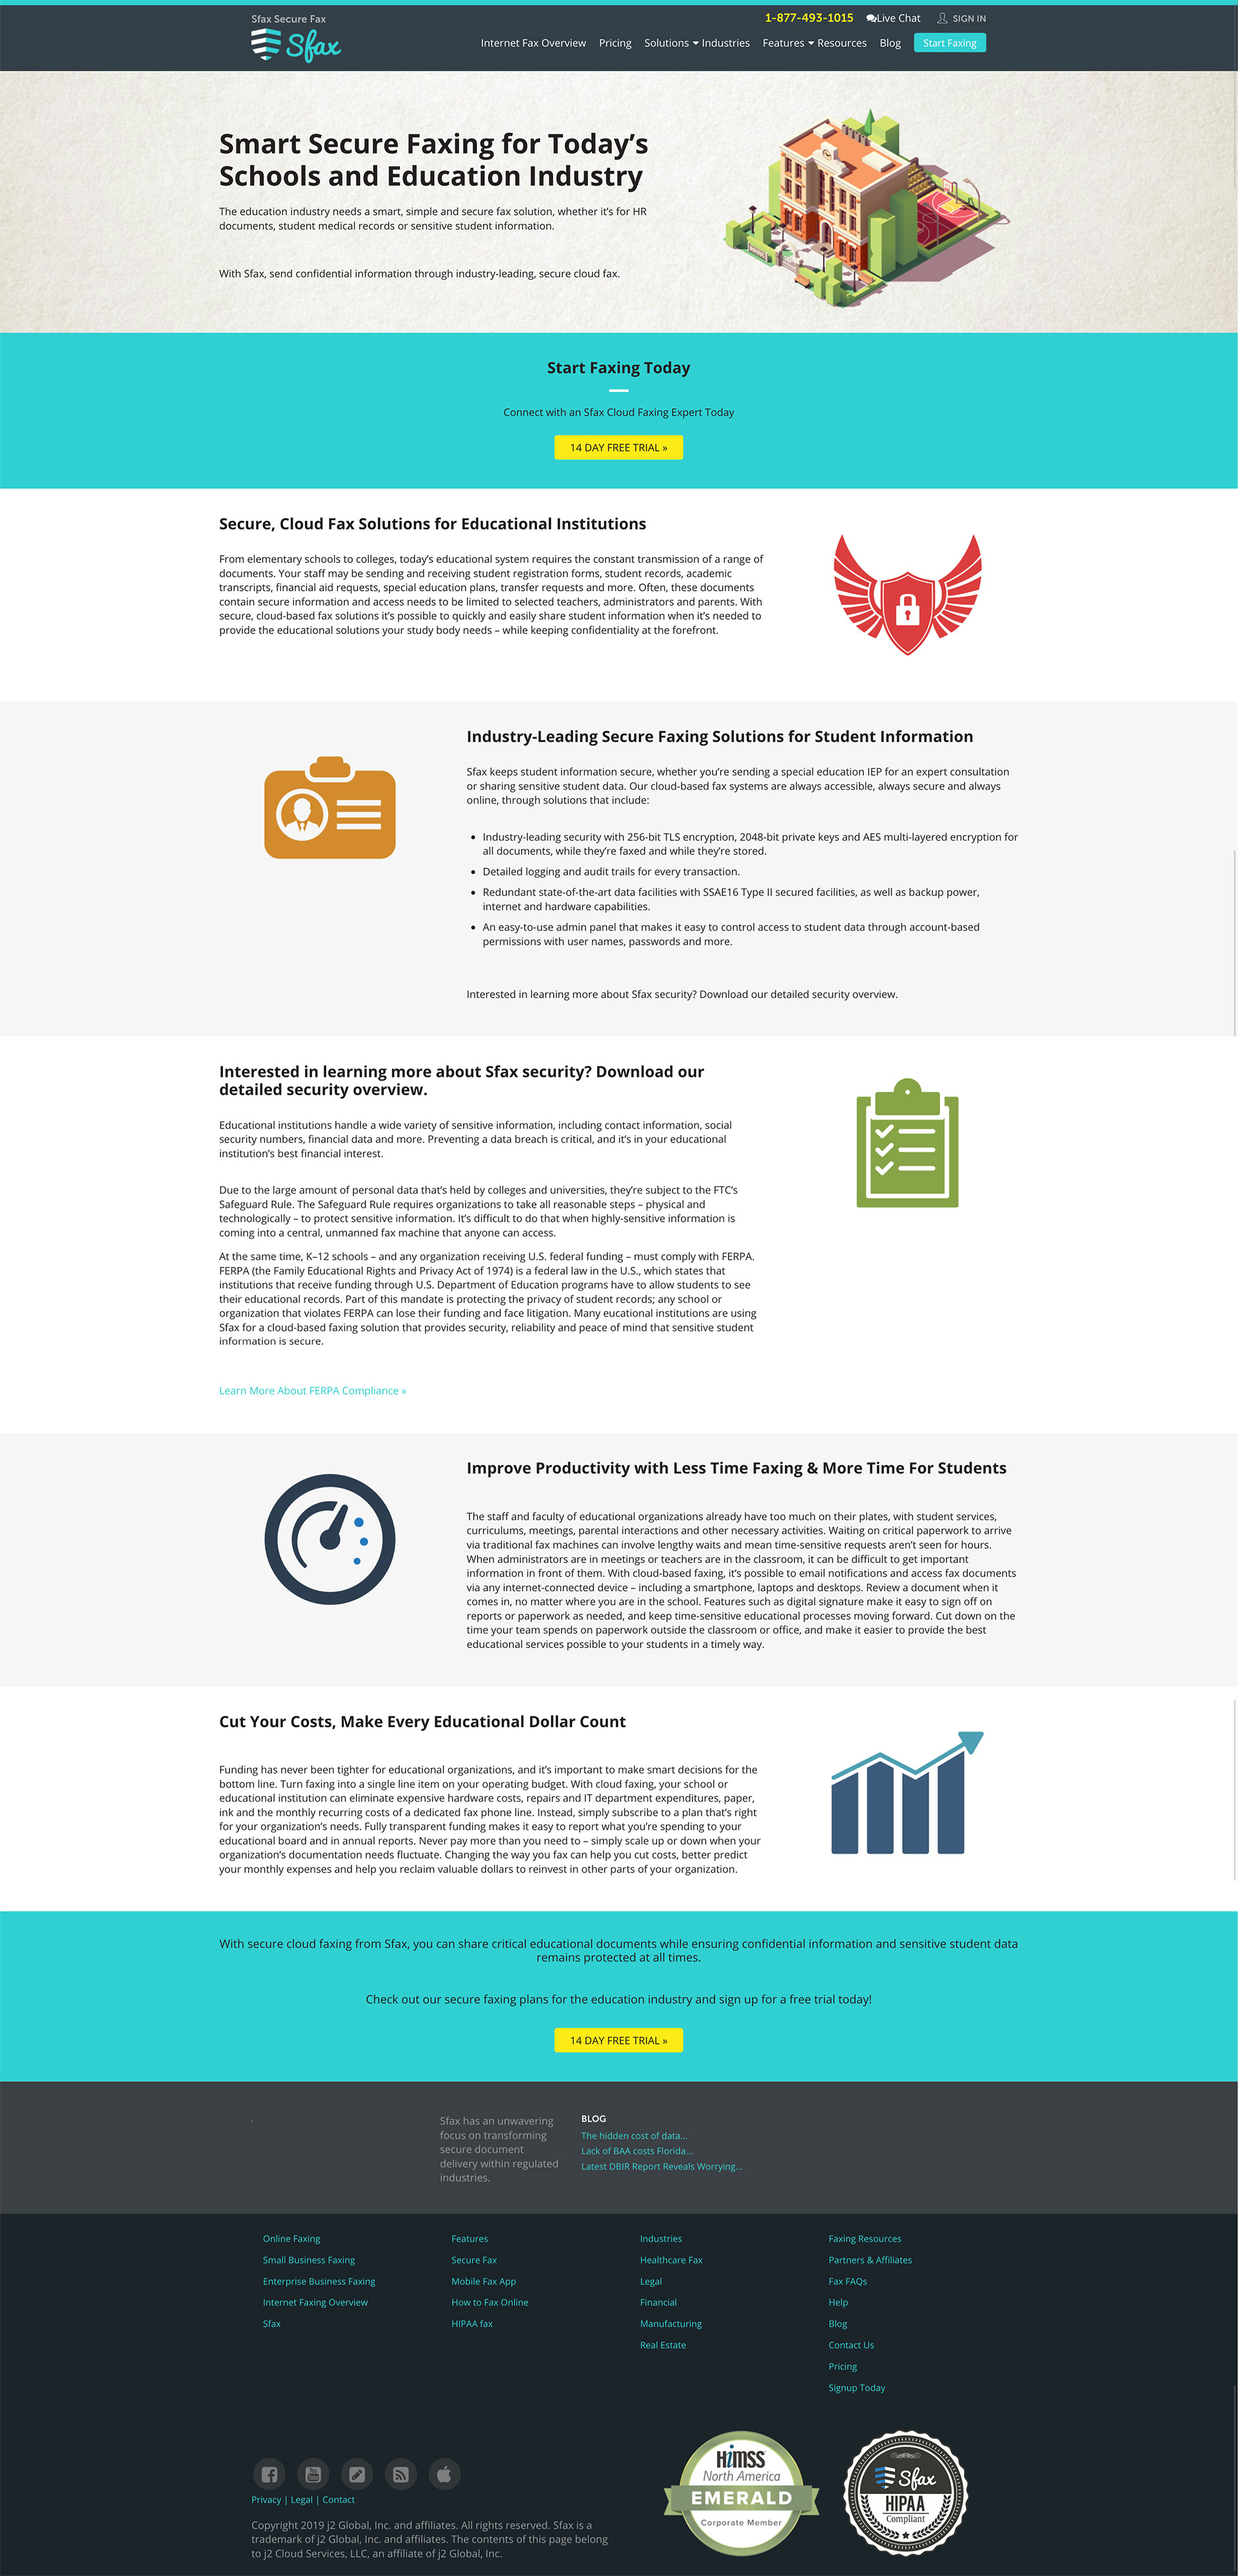 Sfax Secure Fax
1-877-493-1015 Live Chat SIGN IN
Sfax
Internet Fax Overview Pricing Solutions Industries Features Resources Blog Start Faxing
Smart Secure Faxing for Today’s
Schools and Education Industry
The education industry needs a smart, simple and secure fax solution, whether it’s for HR
documents, student medical records or sensitive student information.
With Sfax, send confidential information through industry-leading, secure cloud fax.
Start Faxing Today
Connect with an Sfax Cloud Faxing Expert Today
14 DAY FREE TRIAL »
Secure, Cloud Fax Solutions for Educational Institutions
From elementary schools to colleges, today’s educational system requires the constant transmission of a range of
documents. Your staff may be sending and receiving student registration forms, student records, academic
transcripts, financial aid requests, special education plans, transfer requests and more. Often, these documents
contain secure information and access needs to be limited to selected teachers, administrators and parents. With
secure, cloud-based fax solutions it’s possible to quickly and easily share student information when it’s needed to
provide the educational solutions your study body needs – while keeping confidentiality at the forefront.
Industry-Leading Secure Faxing Solutions for Student Information
Sfax keeps student information secure, whether you’re sending a special education IEP for an expert consultation
or sharing sensitive student data. Our cloud-based fax systems are always accessible, always secure and always
online, through solutions that include:
• Industry-leading security with 256-bit TLS encryption, 2048-bit private keys and AES multi-layered encryption for
all documents, while they’re faxed and while they’re stored.
• Detailed logging and audit trails for every transaction.
• Redundant state-of-the-art data facilities with SSAE16 Type II secured facilities, as well as backup power,
internet and hardware capabilities.
• An easy-to-use admin panel that makes it easy to control access to student data through account-based
permissions with user names, passwords and more.
Interested in learning more about Sfax security? Download our detailed security overview.
Interested in learning more about Sfax security? Download our
detailed security overview.
Educational institutions handle a wide variety of sensitive information, including contact information, social
security numbers, financial data and more. Preventing a data breach is critical, and it’s in your educational
institution’s best financial interest.
Due to the large amount of personal data that’s held by colleges and universities, they’re subject to the FTC’s
Safeguard Rule. The Safeguard Rule requires organizations to take all reasonable steps – physical and
technologically – to protect sensitive information. It’s difficult to do that when highly-sensitive information is
coming into a central, unmanned fax machine that anyone can access.
At the same time, K–12 schools – and any organization receiving U.S. federal funding – must comply with FERPA.
FERPA (the Family Educational Rights and Privacy Act of 1974) is a federal law in the U.S., which states that
institutions that receive funding through U.S. Department of Education programs have to allow students to see
their educational records. Part of this mandate is protecting the privacy of student records; any school or
organization that violates FERPA can lose their funding and face litigation. Many eucational institutions are using
Sfax for a cloud-based faxing solution that provides security, reliability and peace of mind that sensitive student
information is secure.
Learn More About FERPA Compliance »
Improve Productivity with Less Time Faxing & More Time For Students
The staff and faculty of educational organizations already have too much on their plates, with student services,
curriculums, meetings, parental interactions and other necessary activities. Waiting on critical paperwork to arrive
via traditional fax machines can involve lengthy waits and mean time-sensitive requests aren’t seen for hours.
When administrators are in meetings or teachers are in the classroom, it can be difficult to get important
information in front of them. With cloud-based faxing, it’s possible to email notifications and access fax documents
via any internet-connected device – including a smartphone, laptops and desktops. Review a document when it
comes in, no matter where you are in the school. Features such as digital signature make it easy to sign off on
reports or paperwork as needed, and keep time-sensitive educational processes moving forward. Cut down on the
time your team spends on paperwork outside the classroom or office, and make it easier to provide the best
educational services possible to your students in a timely way.
Cut Your Costs, Make Every Educational Dollar Count
Funding has never been tighter for educational organizations, and it’s important to make smart decisions for the
bottom line. Turn faxing into a single line item on your operating budget. With cloud faxing, your school or
educational institution can eliminate expensive hardware costs, repairs and IT department expenditures, paper,
ink and the monthly recurring costs of a dedicated fax phone line. Instead, simply subscribe to a plan that’s right
for your organization’s needs. Fully transparent funding makes it easy to report what you’re spending to your
educational board and in annual reports. Never pay more than you need to – simply scale up or down when your
organization’s documentation needs fluctuate. Changing the way you fax can help you cut costs, better predict
your monthly expenses and help you reclaim valuable dollars to reinvest in other parts of your organization.
With secure cloud faxing from Sfax, you can share critical educational documents while ensuring confidential information and sensitive student data
remains protected at all times.
Check out our secure faxing plans for the education industry and sign up for a free trial today!
14 DAY FREE TRIAL »
Sfax has an unwavering
focus on transforming
secure document
delivery within regulated
industries.
BLOG
The hidden cost of data...
Lack of BAA costs Florida...
Latest DBIR Report Reveals Worrying...
Online Faxing
Small Business Faxing
Enterprise Business Faxing
Internet Faxing Overview
Sfax
Features
Secure Fax
Mobile Fax App
How to Fax Online
HIPAA fax
Industries
Healthcare Fax
Legal
Financial
Manufacturing
Real Estate
Faxing Resources
Partners & Affiliates
Fax FAQs
Help
Blog
Contact Us
Pricing
Signup Today
Privacy | Legal | Contact
Copyright 2019 j2 Global, Inc. and affiliates. All rights reserved. Sfax is a
trademark of j2 Global, Inc. and affiliates. The contents of this page belong
to j2 Cloud Services, LLC, an affiliate of j2 Global, Inc.
HiMSS
North America
EMERALD
Corporate Member
Sfax
HIPAA
Compliant